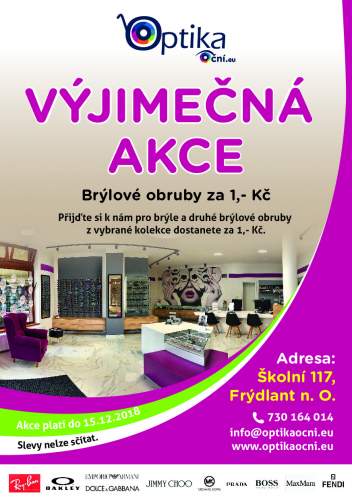 Optika
Oční.eu
VÝJIMEČNÁ
AKCE
Brýlové obruby za 1,- Kč
Přijďte si k nám pro brýle a druhé brýlové obruby
z vybrané kolekce dostanete za 1,- Kč.
Adresa:
Školní 117,
Frýdlant n. O.
730 164 014
info@optikaocni.eu
www.optikaocni.eu
Akce platí do 15.12.2018
Slevy nelze sčítat.
Ray-Ban
OAKLEY
EMPORIO ARMANI
DOLCE & GABBANA
JIMMY CHOO
MICHAEL KORS
PRADA
BOSS
MaxMara
FENDI